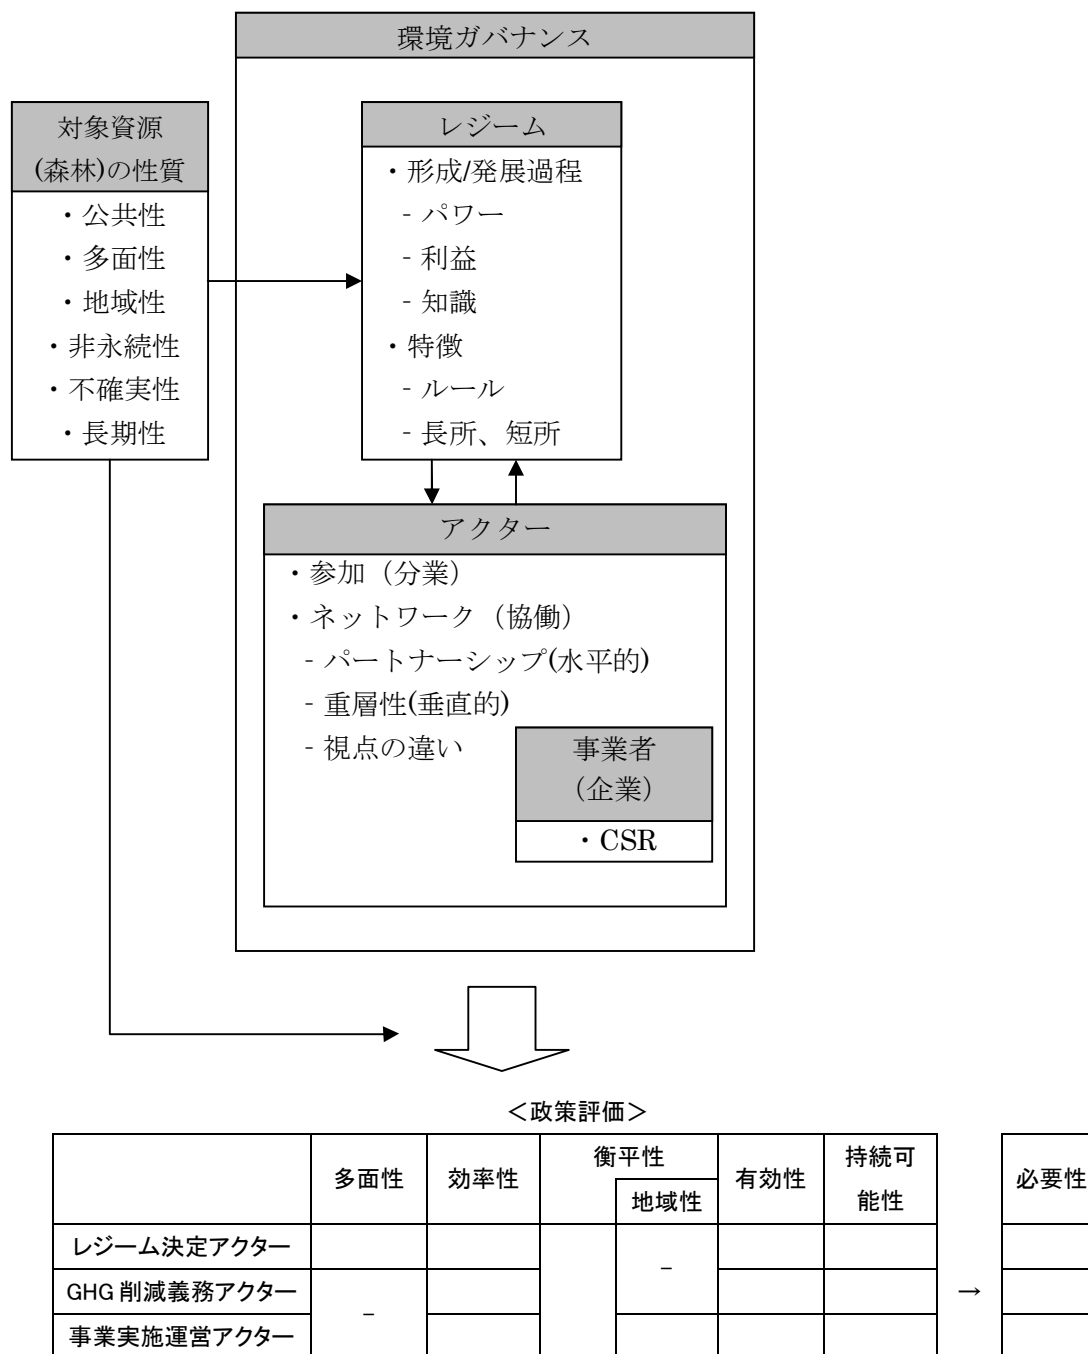 環境ガバナンス
対象資源
(森林)の性質
・公共性
・多面性
・地域性
・非永続性
・不確実性
・長期性
レジーム
・形成/発展過程
- パワー
- 利益
- 知識
・特徴
- ルール
- 長所、短所
アクター
・参加（分業）
・ネットワーク（協働）
- パートナーシップ(水平的)
- 重層性(垂直的)
- 視点の違い
事業者
（企業）
・CSR
＜政策評価＞
多面性 効率性 衡平性 有効性 持続可 必要性
地域性 能性
レジーム決定アクター －
GHG 削減義務アクター － →
事業実施運営アクター